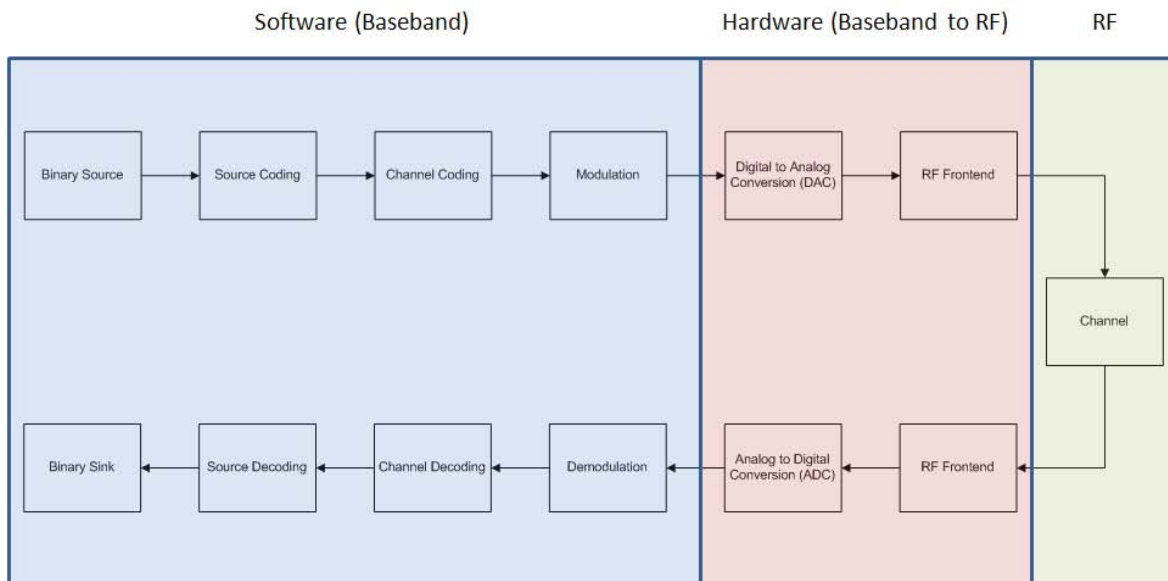 Software (Baseband)
Hardware (Baseband to RF)
RF
Binary Source
Source Coding
Channel Coding
Modulation
Digital to Analog
Conversion (DAC)
RF Frontend
Channel
Binary Sink
Source Decoding
Channel Decoding
Demodulation
Analog to Digital
Conversion (ADC)
RF Frontend